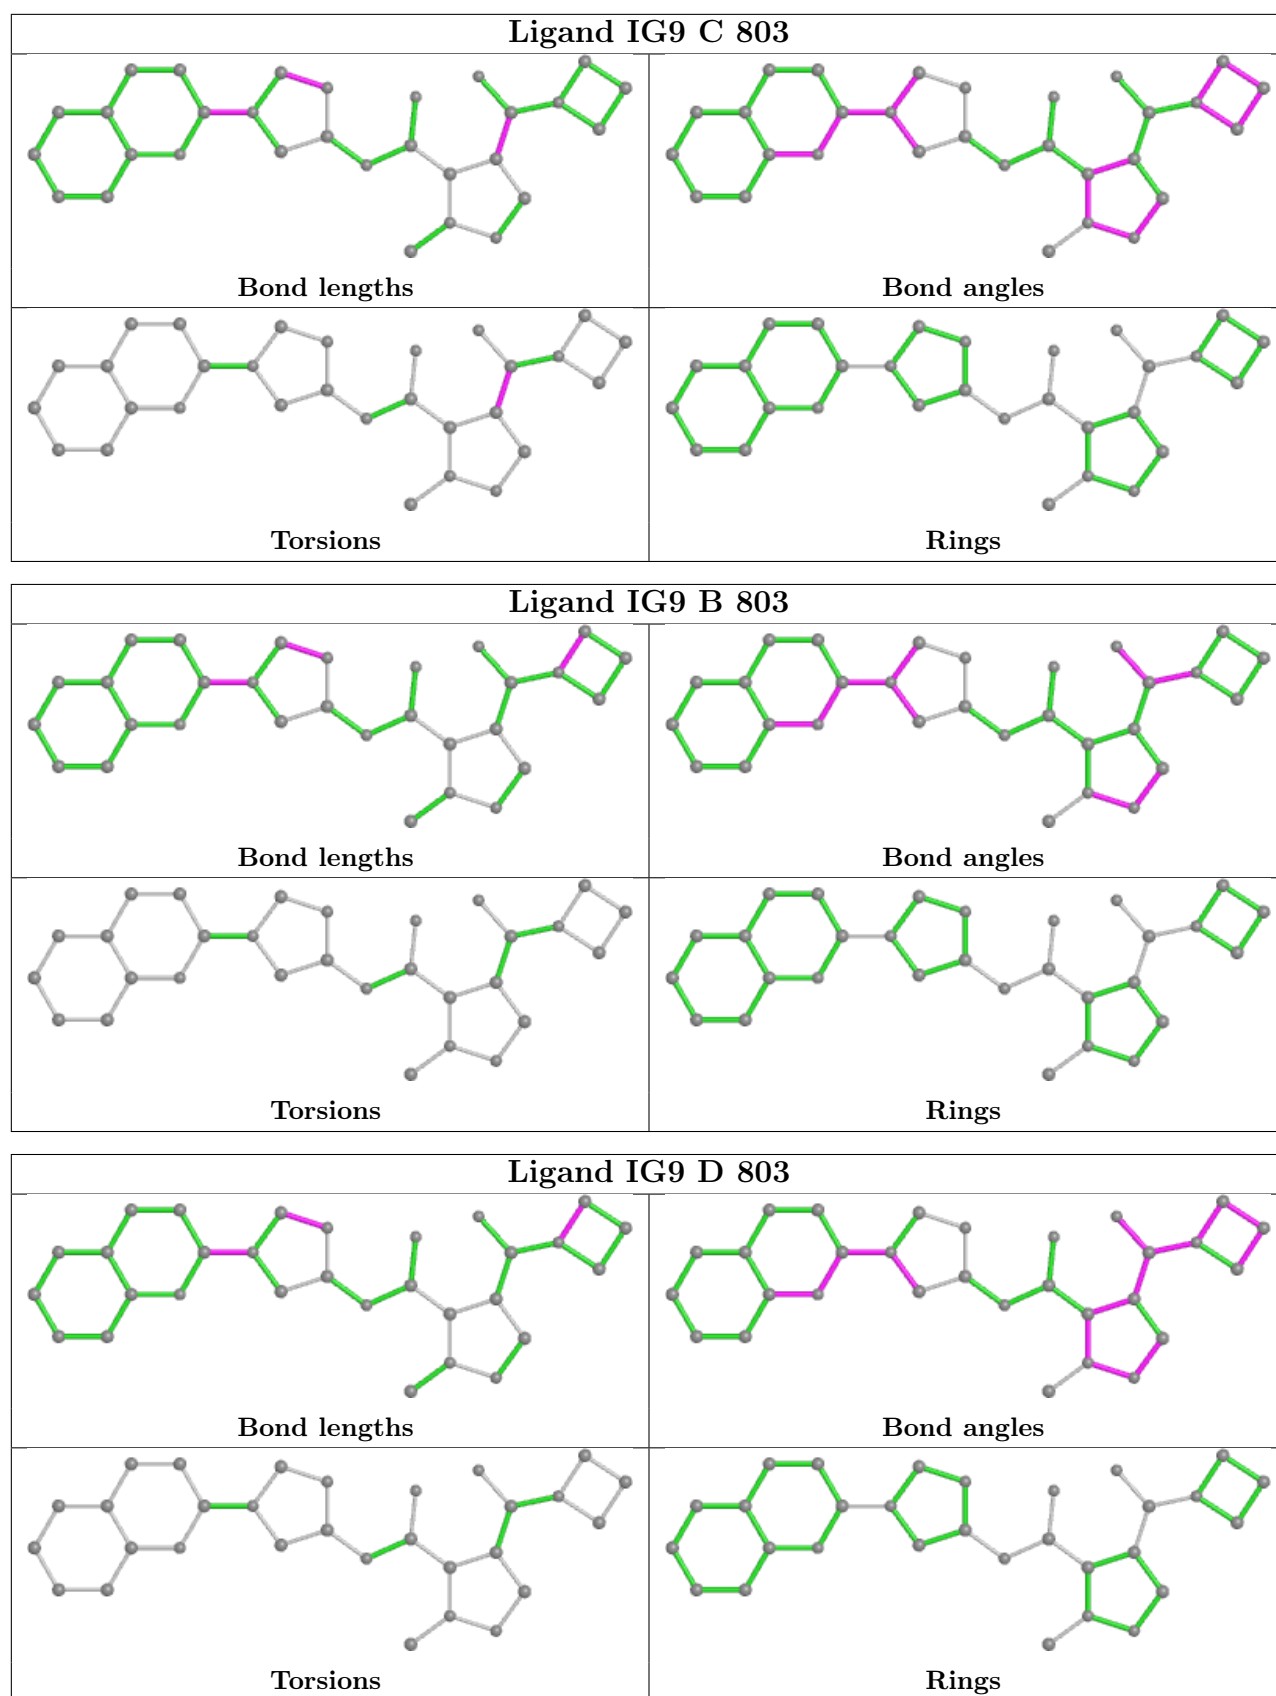 Ligand IG9 C 803
Bond lengths
Bond angles
Torsions
Rings
Ligand IG9 B 803
Bond lengths
Bond angles
Torsions
Rings
Ligand IG9 D 803
Bond lengths
Bond angles
Torsions
Rings